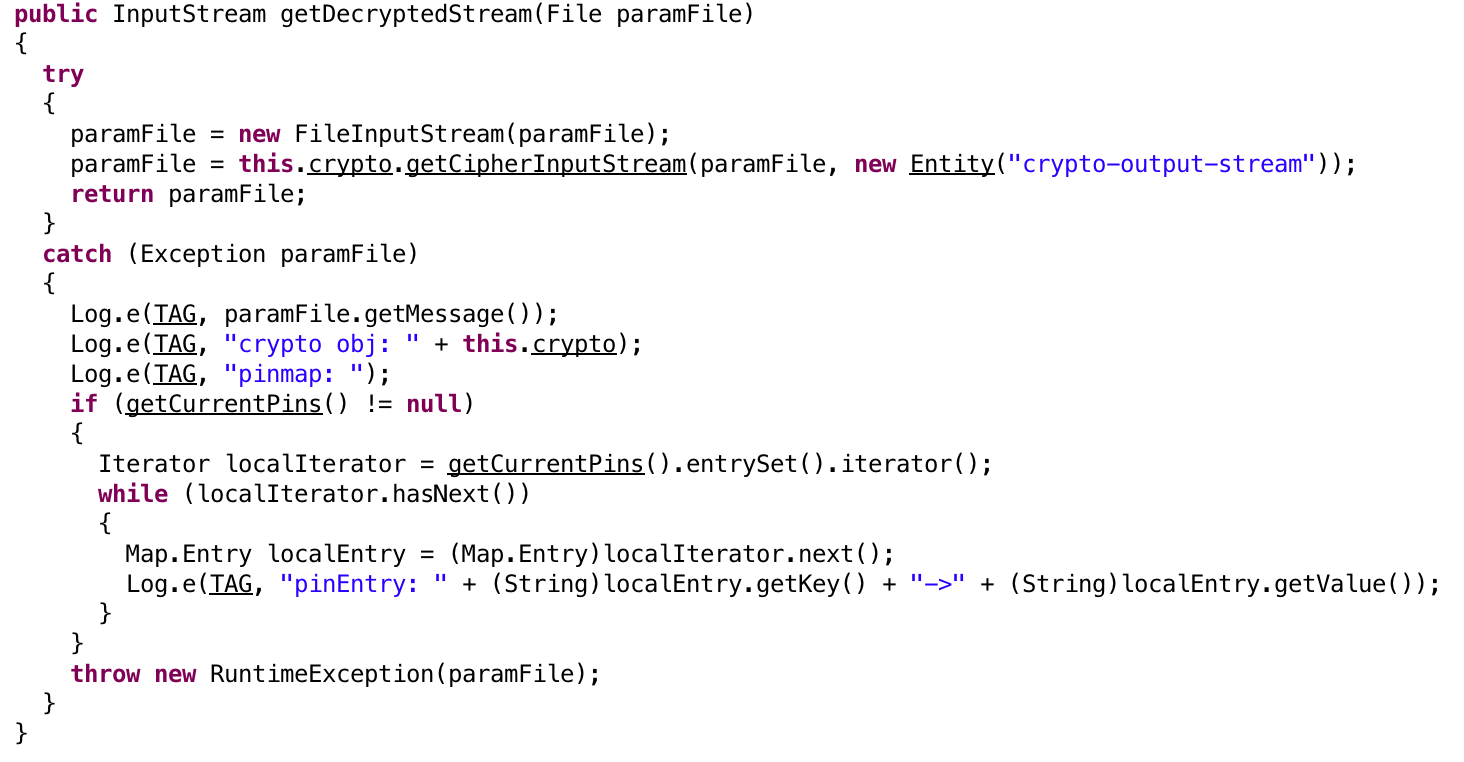 public InputStream getDecryptedStream(File paramFile)
{
  try
  {
    paramFile = new FileInputStream(paramFile);
    paramFile = this.crypto.getCipherInputStream(paramFile, new Entity("crypto-output-stream"));
    return paramFile;
  }
  catch (Exception paramFile)
  {
    Log.e(TAG, paramFile.getMessage());
    Log.e(TAG, "crypto obj: " + this.crypto);
    Log.e(TAG, "pinmap: ");
    if (getCurrentPins() != null)
    {
      Iterator localIterator = getCurrentPins().entrySet().iterator();
      while (localIterator.hasNext())
      {
        Map.Entry localEntry = (Map.Entry)localIterator.next();
        Log.e(TAG, "pinEntry: " + (String)localEntry.getKey() + "->" + (String)localEntry.getValue());
      }
    }
    throw new RuntimeException(paramFile);
  }
}